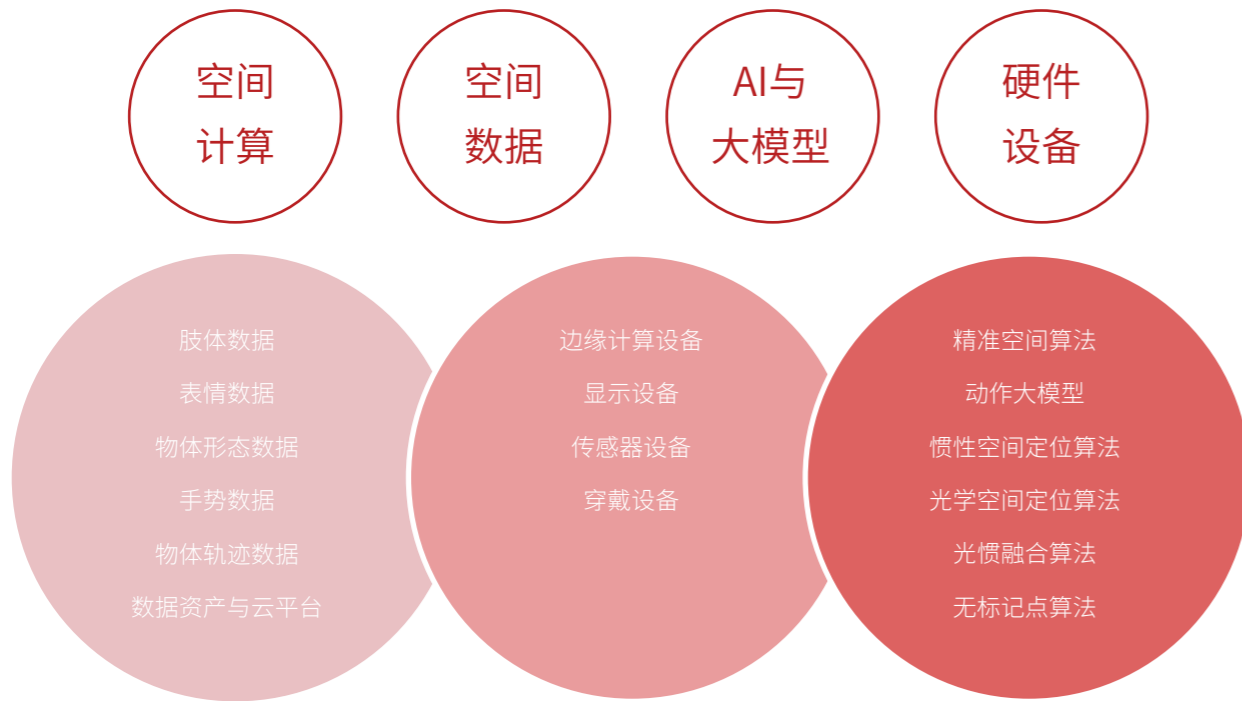 空间
计算
空间
数据
AI与
大模型
硬件
设备
肢体数据
表情数据
物体形态数据
手势数据
物体轨迹数据
数据资产与云平台
边缘计算设备
显示设备
传感器设备
穿戴设备
精准空间算法
动作大模型
惯性空间定位算法
光学空间定位算法
光惯融合算法
无标记点算法